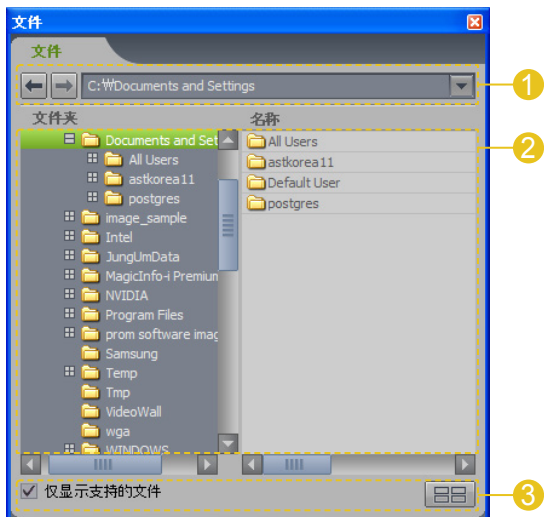 文件
文件
C:₩Documents and Settings
1
文件夹
名称
2
Documents and Set
All Users
astkorea11
postgres
image_sample
Intel
JungUmData
MagicInfo-i Premium
NVIDIA
Program Files
prom software imag
Samsung
Temp
Tmp
VideoWall
wga
WINDOWS
All Users
astkorea11
Default User
postgres
仅显示支持的文件
3